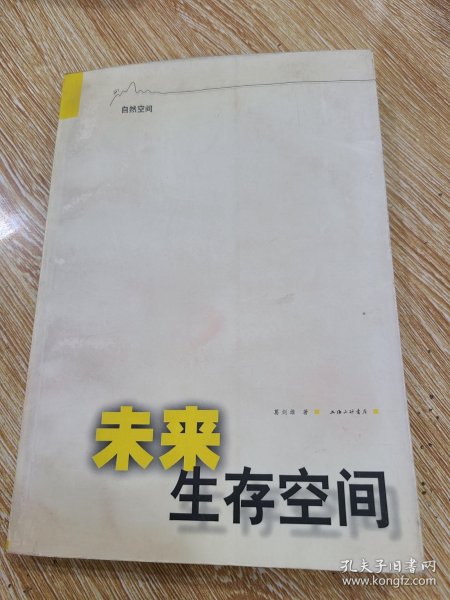 自然空间
葛剑雄 著 上海三联书店
未来
生存空间
孔夫子旧书网
www.kongfz.com